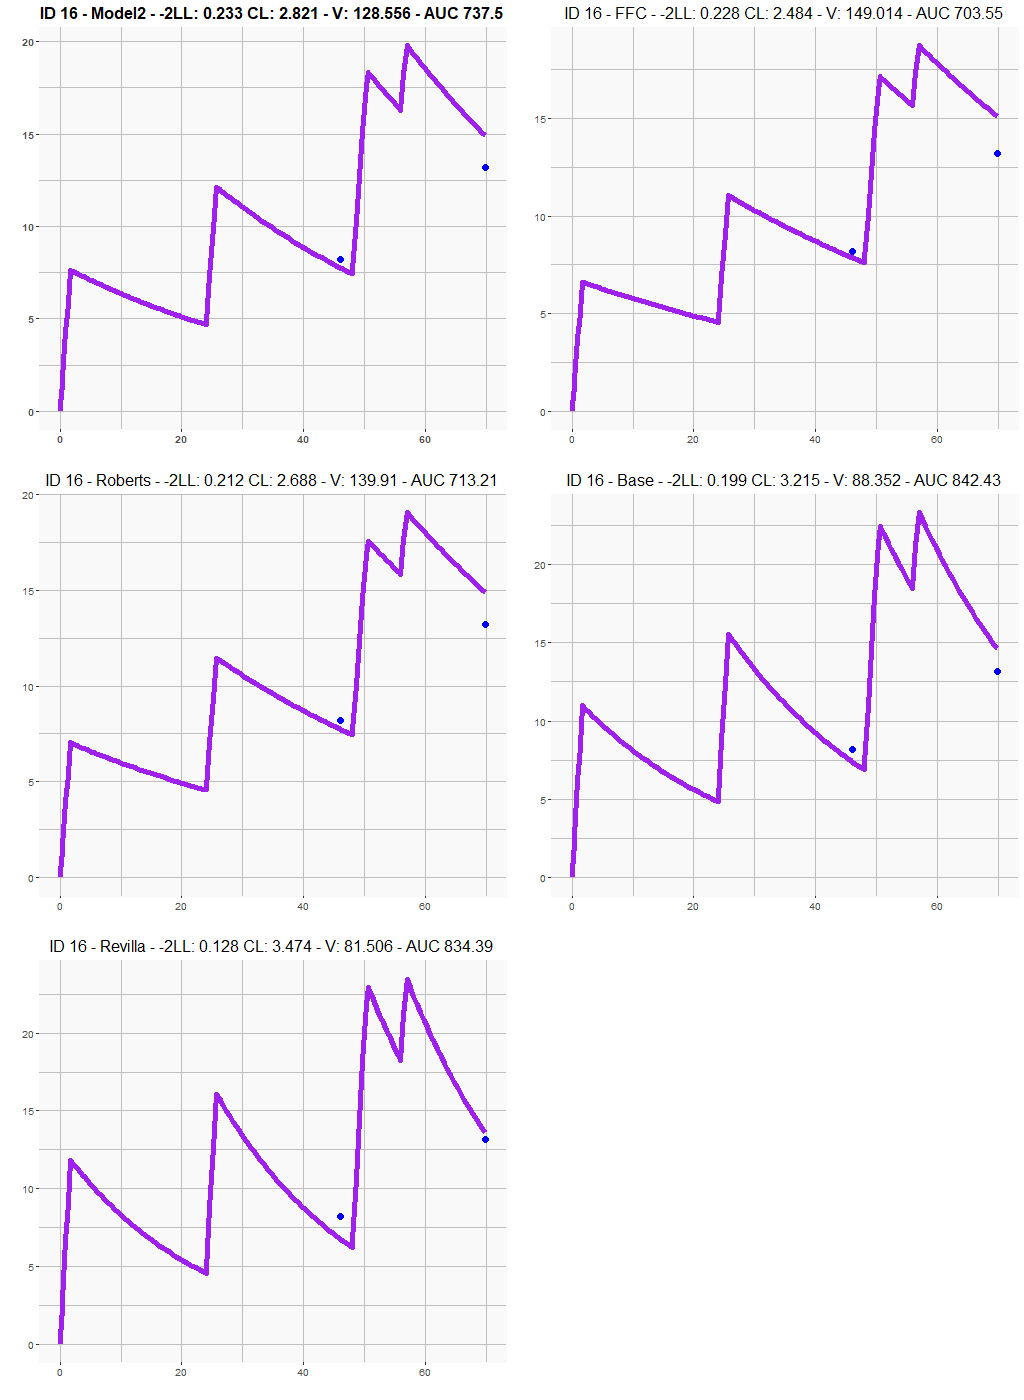 ID 16 - Model2 - -2LL: 0.233 CL: 2.821 - V: 128.556 - AUC 737.5
20
15
10
5
0
0 20 40 60
ID 16 - FFC - -2LL: 0.228 CL: 2.484 - V: 149.014 - AUC 703.55
15
10
5
0
0 20 40 60
ID 16 - Roberts - -2LL: 0.212 CL: 2.688 - V: 139.91 - AUC 713.21
20
15
10
5
0
0 20 40 60
ID 16 - Base - -2LL: 0.199 CL: 3.215 - V: 88.352 - AUC 842.43
20
15
10
5
0
0 20 40 60
ID 16 - Revilla - -2LL: 0.128 CL: 3.474 - V: 81.506 - AUC 834.39
20
15
10
5
0
0 20 40 60